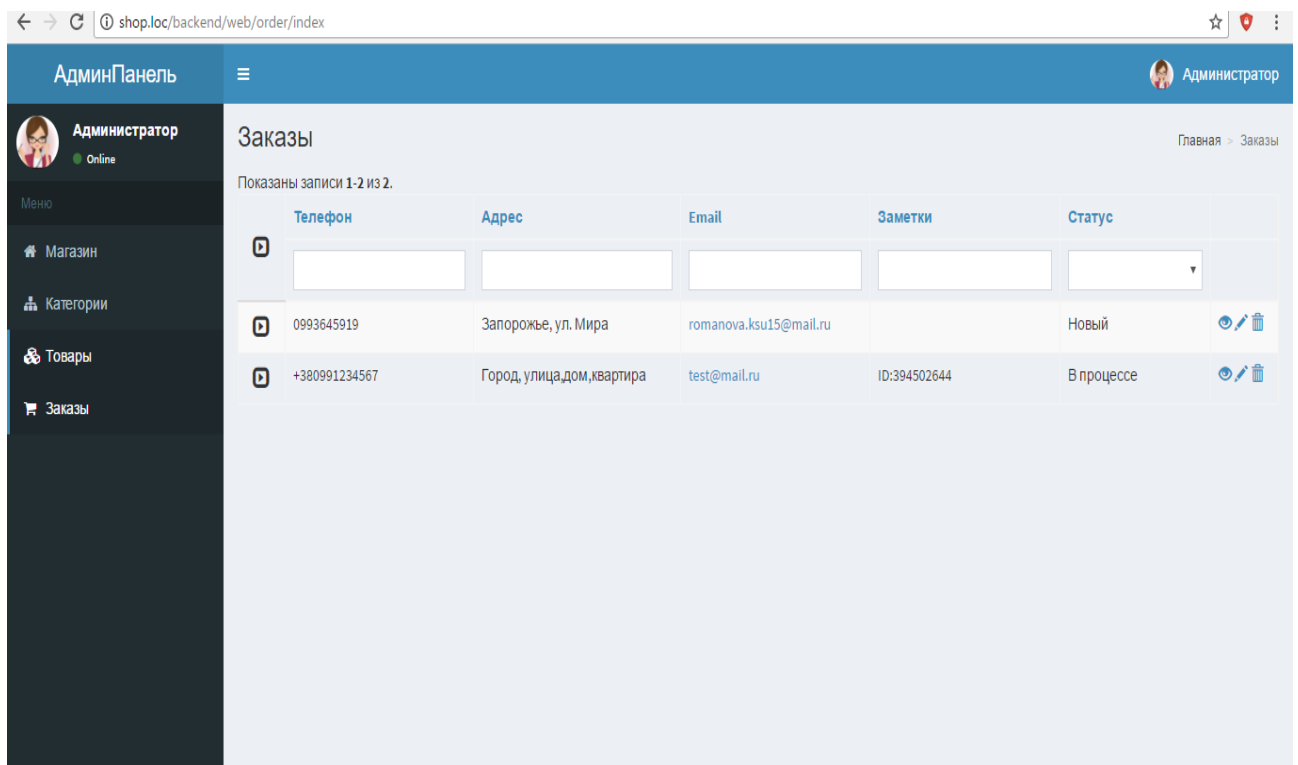 shop.loc/backend/web/order/index
АдминПанель
Администратор
Администратор
Online
Заказы
Главная > Заказы
Показаны записи 1-2 из 2.
Меню
Магазин
Категории
Товары
Заказы
Телефон Адрес Email Заметки Статус
0993645919 Запорожье, ул. Мира romanova.ksu15@mail.ru Новый
+380991234567 Город, улица,дом,квартира test@mail.ru ID:394502644 В процессе